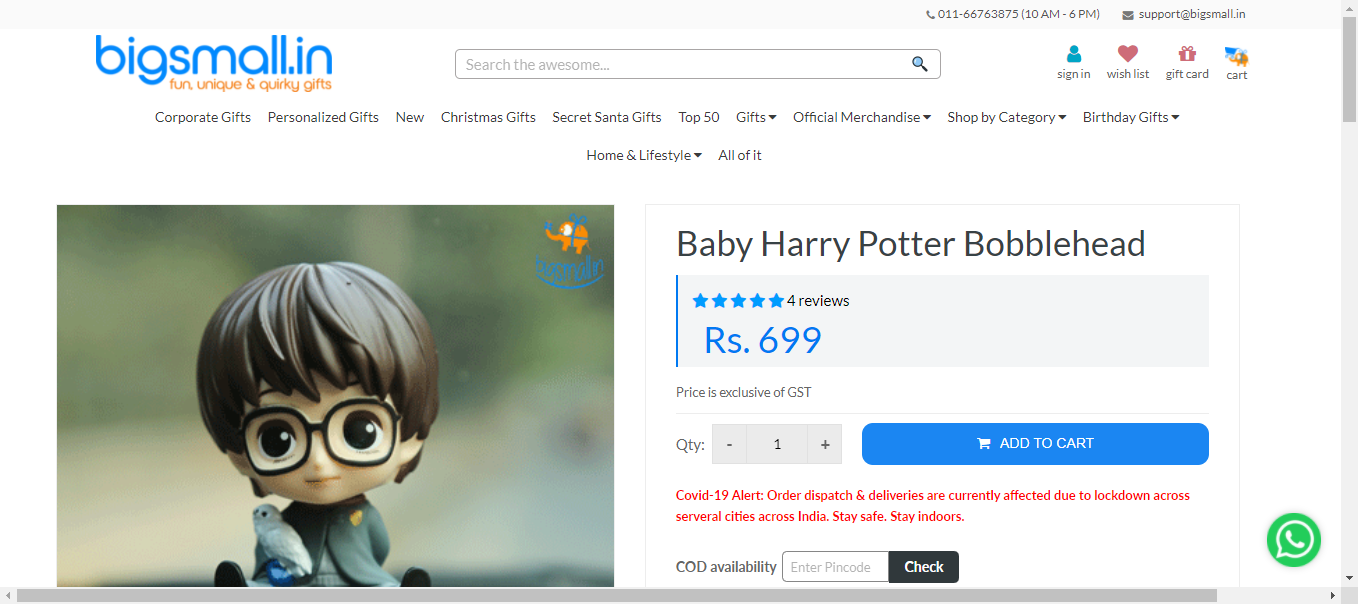 011-66763875 (10 AM - 6 PM) support@bigsmall.in
bigsmall.in
fun, unique & quirky gifts
Search the awesome...
sign in wish list gift card cart
Corporate Gifts Personalized Gifts New Christmas Gifts Secret Santa Gifts Top 50 Gifts Official Merchandise Shop by Category Birthday Gifts
Home & Lifestyle All of it
bigsmall.in
Baby Harry Potter Bobblehead
4 reviews
Rs. 699
Price is exclusive of GST
Qty: - 1 + ADD TO CART
Covid-19 Alert: Order dispatch & deliveries are currently affected due to lockdown across
serveral cities across India. Stay safe. Stay indoors.
COD availability Enter Pincode Check